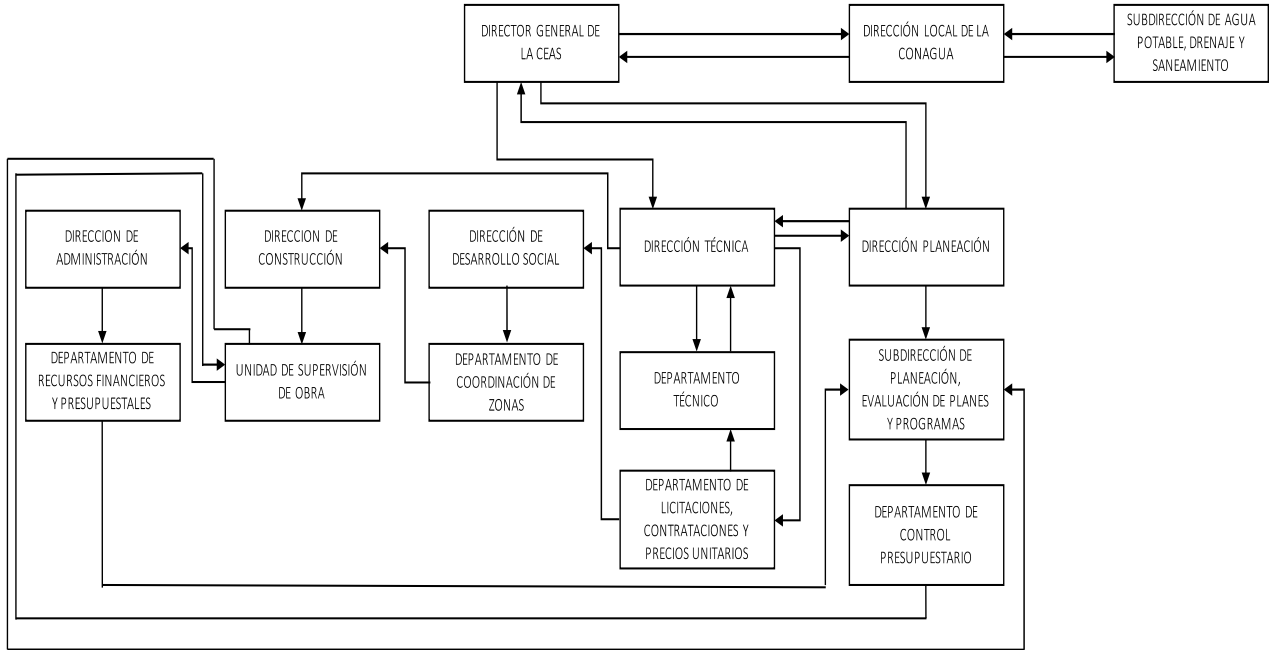 DIRECTOR GENERAL DE
LA CEAS
DIRECCIÓN LOCAL DE LA
CONAGUA
SUBDIRECCIÓN DE AGUA
POTABLE, DRENAJE Y
SANEAMIENTO
DIRECCION DE
ADMINISTRACIÓN
DIRECCION DE
CONSTRUCCIÓN
DIRECCIÓN DE
DESARROLLO SOCIAL
DIRECCIÓN TÉCNICA
DIRECCIÓN PLANEACIÓN
DEPARTAMENTO DE
RECURSOS FINANCIEROS
Y PRESUPUESTALES
UNIDAD DE SUPERVISIÓN
DE OBRA
DEPARTAMENTO DE
COORDINACIÓN DE
ZONAS
DEPARTAMENTO
TÉCNICO
SUBDIRECCIÓN DE
PLANEACIÓN,
EVALUACIÓN DE PLANES
Y PROGRAMAS
DEPARTAMENTO DE
LICITACIONES,
CONTRATACIONES Y
PRECIOS UNITARIOS
DEPARTAMENTO DE
CONTROL
PRESUPUESTARIO